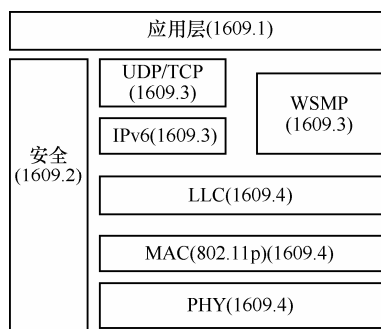 应用层(1609.1)
UDP/TCP
(1609.3)
WSMP
(1609.3)
IPv6(1609.3)
安全
(1609.2)
LLC(1609.4)
MAC(802.11p)(1609.4)
PHY(1609.4)